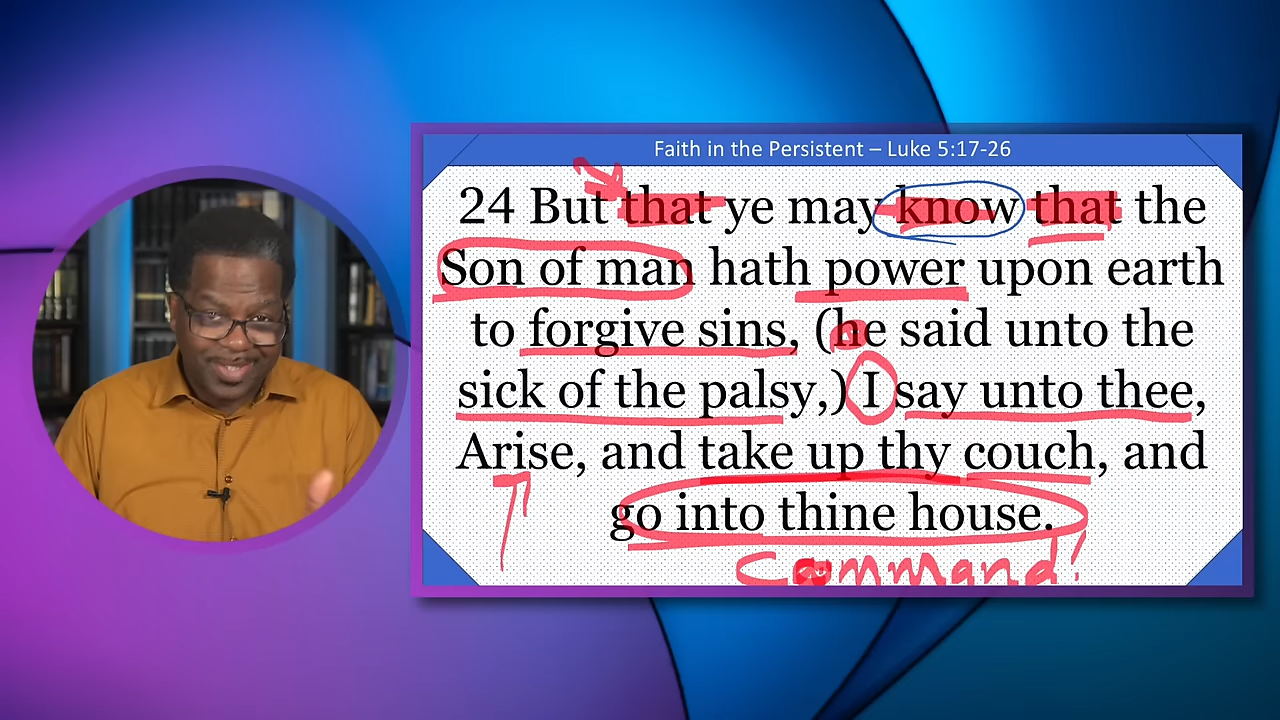 Faith in the Persistent – Luke 5:17-26
24 But that ye may know that the
Son of man hath power upon earth
to forgive sins, (he said unto the
sick of the palsy,) I say unto thee,
Arise, and take up thy couch, and
go into thine house.
Command!